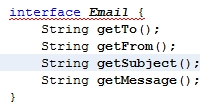 interface Email {
    String getTo();
    String getFrom();
    String getSubject();
    String getMessage();
}